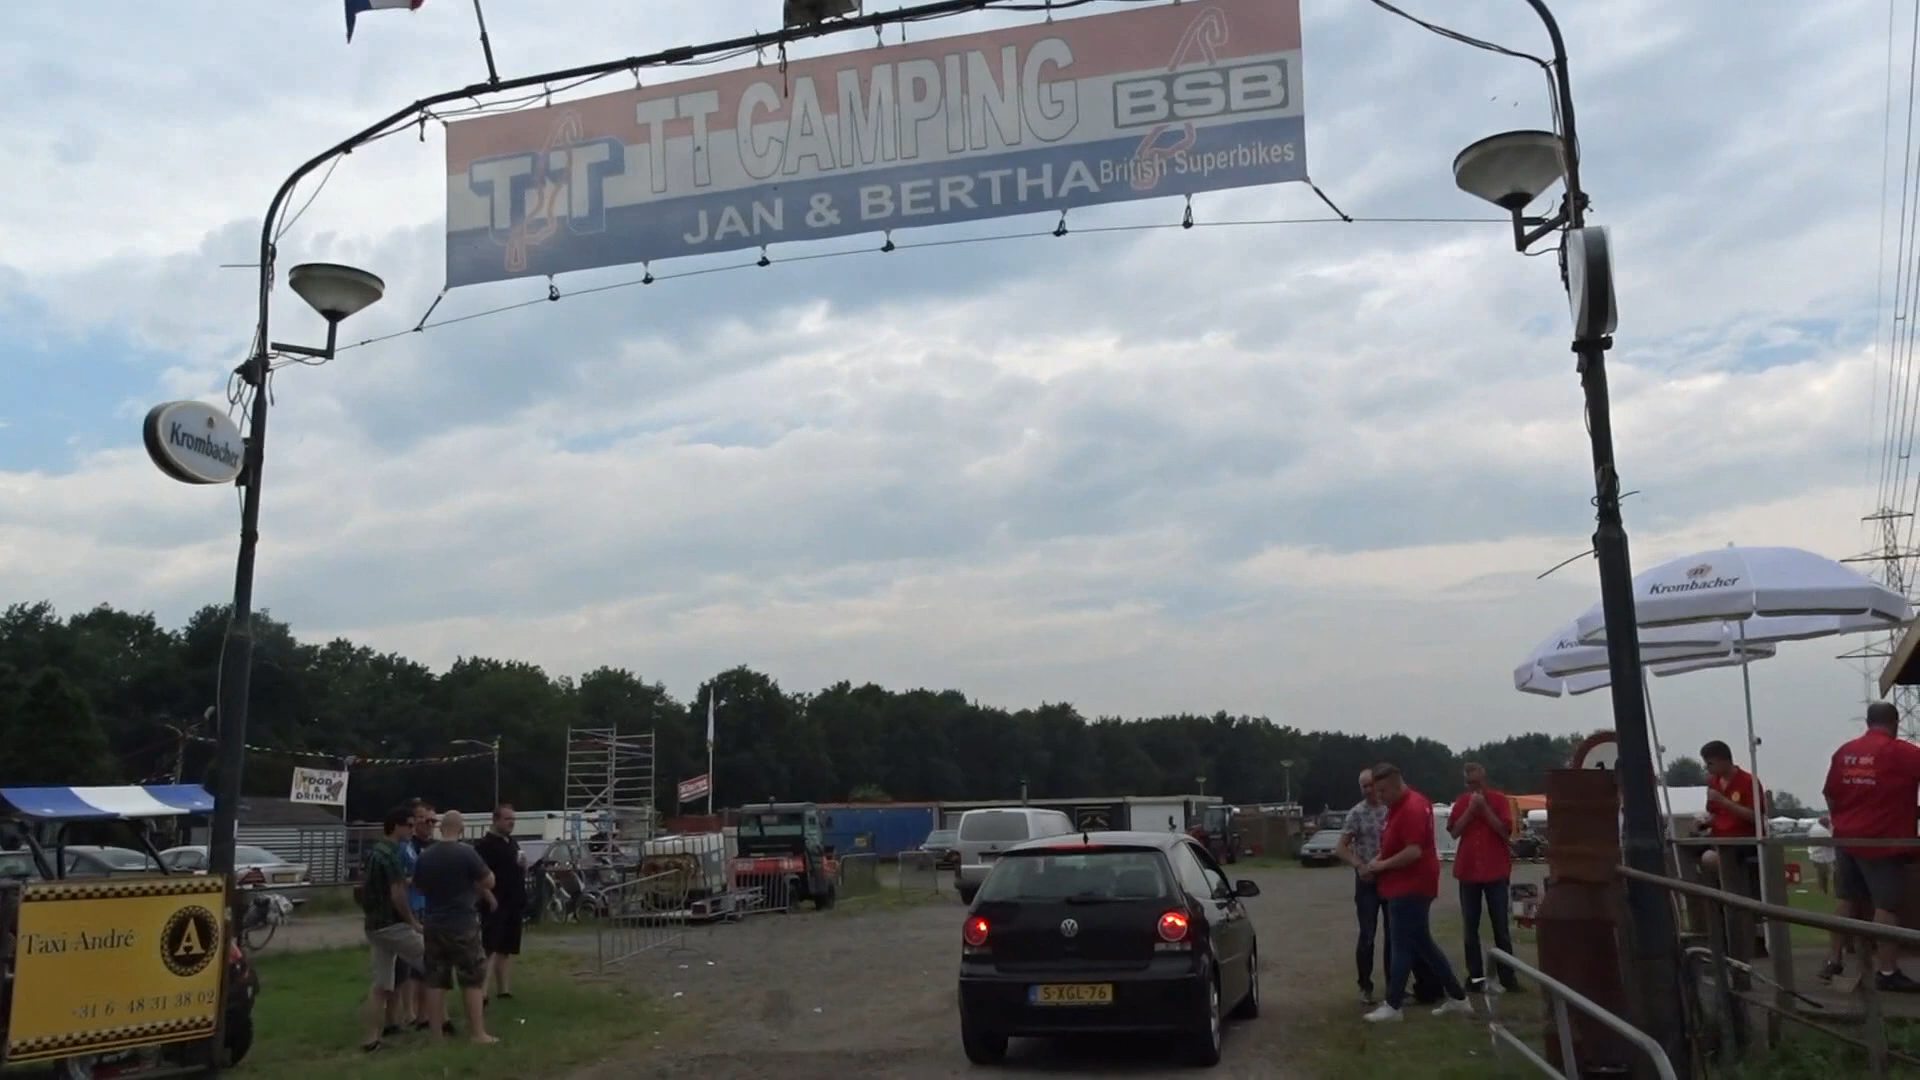 TT CAMPING
BSB
TT
JAN & BERTHA
British Superbikes
Krombacher
Krombacher
FOOD
&
DRINKS
Taxi André
A
-31 6 48 31 38 02
5-XGL-76